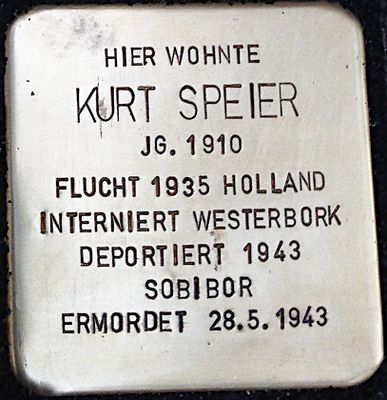 HIER WOHNTE
KURT SPEIER
JG. 1910
FLUCHT 1935 HOLLAND
INTERNIERT WESTERBORK
DEPORTIERT 1943
SOBIBOR
ERMORDET 28.5.1943